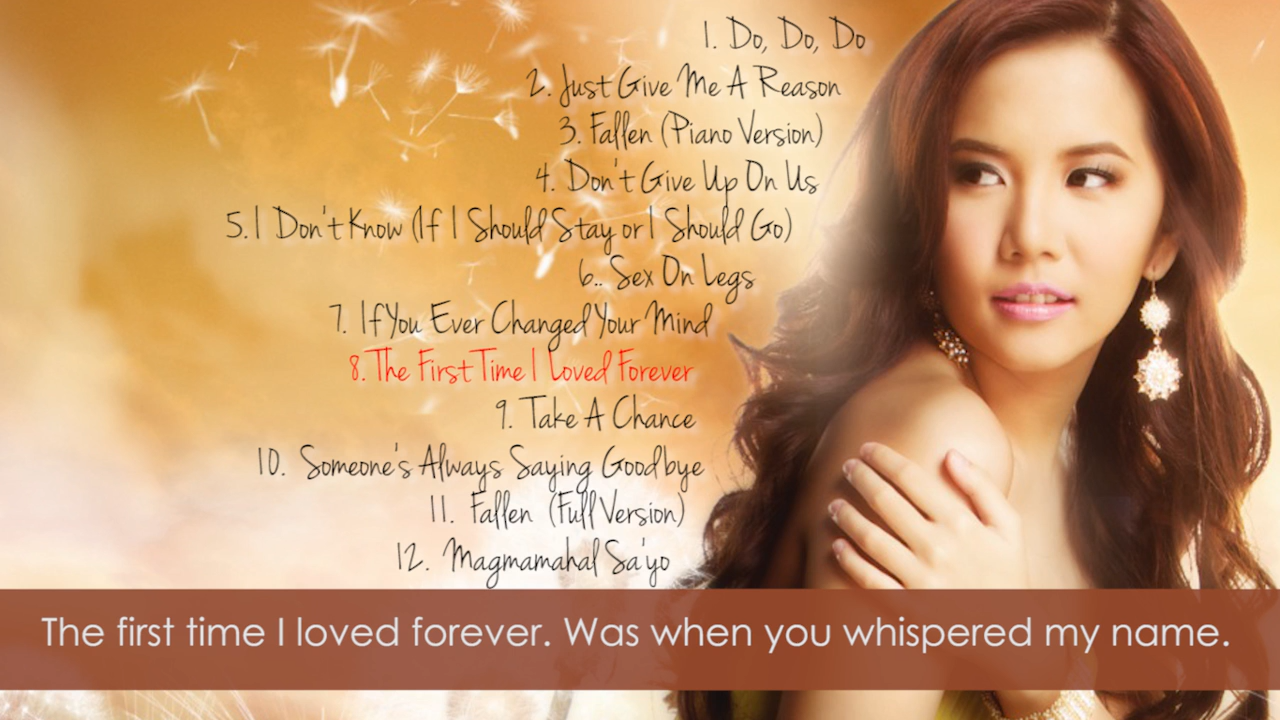 1. Do, Do, Do
2. Just Give Me A Reason
3. Fallen (Piano Version)
4. Don't Give Up On Us
5. I Don't Know (If I Should Stay or I Should Go)
6.. Sex On Legs
7. If You Ever Changed Your Mind
8. The First Time I Loved Forever
9. Take A Chance
10. Someone's Always Saying Goodbye
11. Fallen (Full Version)
12. Magmamahal Sa'yo
The first time I loved forever. Was when you whispered my name.